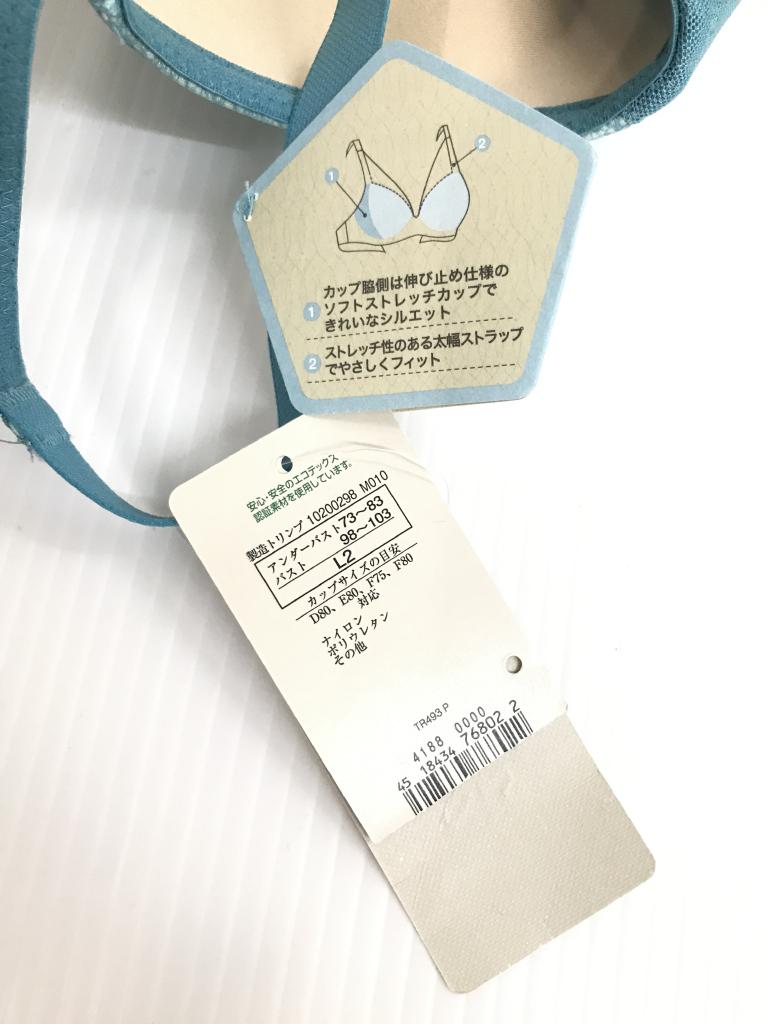 1
2
カップ脇側は伸び止め仕様の
1 ソフトストレッチカップで
きれいなシルエット
2 ストレッチ性のある太幅ストラップ
でやさしくフィット
安心・安全のエコテックス
認証素材を使用しています。
製造トリンプ 10200298 M010
アンダーバスト73〜83
バスト 98〜103
L2
カップサイズの目安
D80、E80、F75、F80
対応
ナイロン
ポリウレタン
その他
TR493 P
4188 0000
45 18434 76802 2